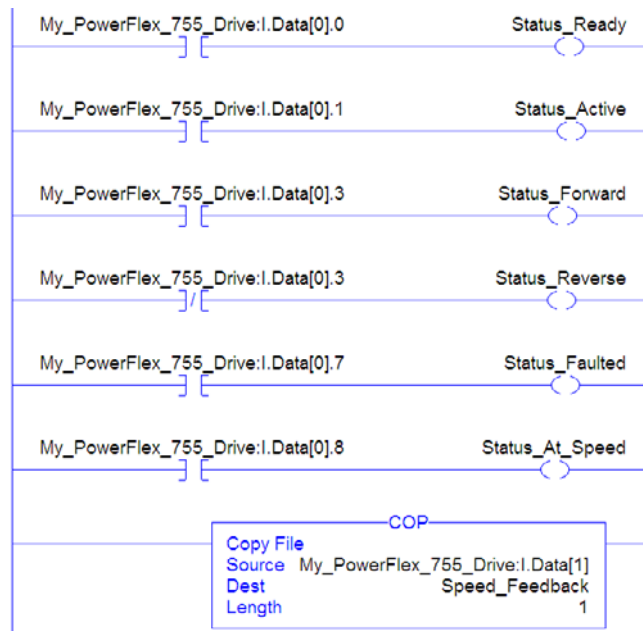 My_PowerFlex_755_Drive:I.Data[0].0 Status_Ready
My_PowerFlex_755_Drive:I.Data[0].1 Status_Active
My_PowerFlex_755_Drive:I.Data[0].3 Status_Forward
My_PowerFlex_755_Drive:I.Data[0].3 Status_Reverse
My_PowerFlex_755_Drive:I.Data[0].7 Status_Faulted
My_PowerFlex_755_Drive:I.Data[0].8 Status_At_Speed
COP
Copy File
Source My_PowerFlex_755_Drive:I.Data[1]
Dest Speed_Feedback
Length 1